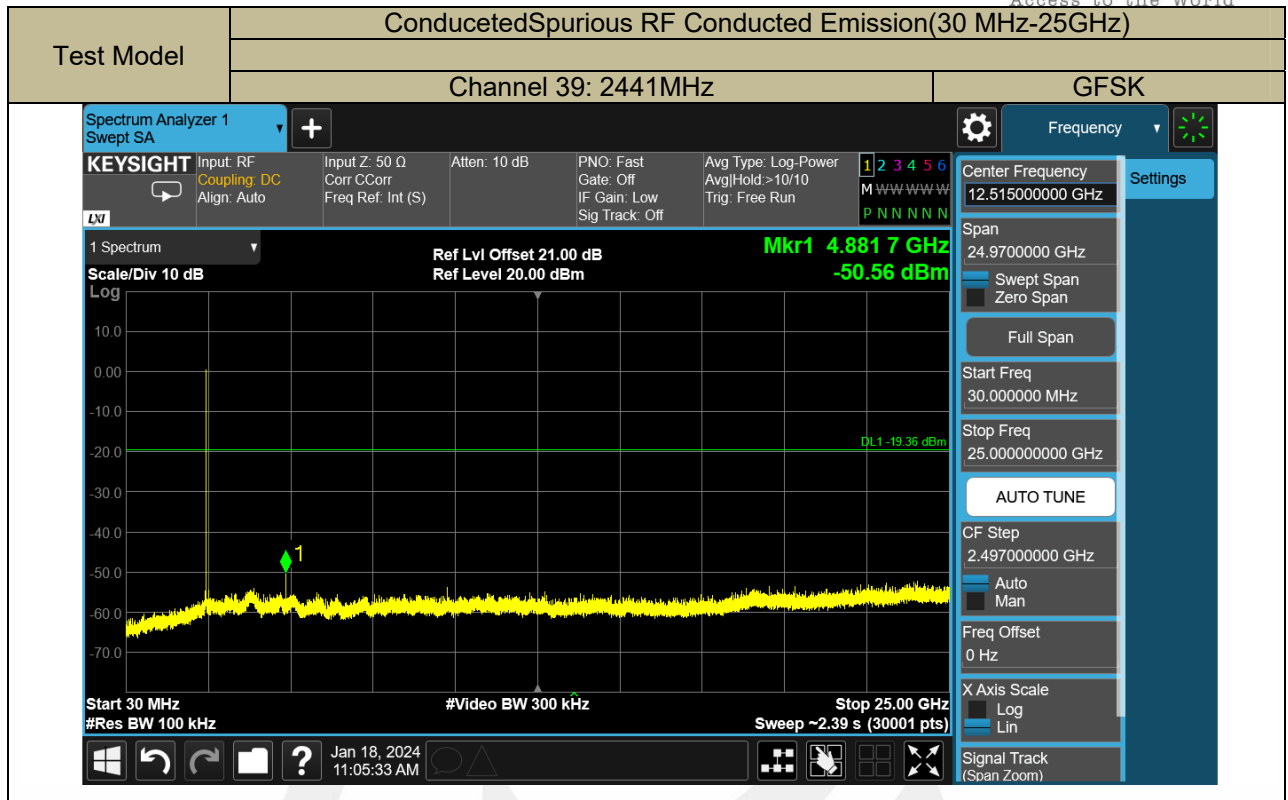 Access to the World
ConducetedSpurious RF Conducted Emission(30 MHz-25GHz)
Test Model
Channel 39: 2441MHz
GFSK
Spectrum Analyzer 1
Swept SA
Frequency
KEYSIGHT
Input: RF
Coupling: DC
Align: Auto
Input Z: 50 Ω
Corr CCorr
Freq Ref: Int (S)
Atten: 10 dB
PNO: Fast
Gate: Off
IF Gain: Low
Sig Track: Off
Avg Type: Log-Power
Avg|Hold:>10/10
Trig: Free Run
1 2 3 4 5 6
M W W W W W
P N N N N N
LXI
1 Spectrum
Scale/Div 10 dB
Log
Ref Lvl Offset 21.00 dB
Ref Level 20.00 dBm
Mkr1 4.881 7 GHz
-50.56 dBm
10.0
0.00
-10.0
-20.0
-30.0
-40.0
-50.0
-60.0
-70.0
DL1 -19.36 dBm
1
Start 30 MHz
#Res BW 100 kHz
#Video BW 300 kHz
Stop 25.00 GHz
Sweep ~2.39 s (30001 pts)
Center Frequency
12.515000000 GHz
Settings
Span
24.9700000 GHz
Swept Span
Zero Span
Full Span
Start Freq
30.000000 MHz
Stop Freq
25.000000000 GHz
AUTO TUNE
CF Step
2.497000000 GHz
Auto
Man
Freq Offset
0 Hz
X Axis Scale
Log
Lin
Signal Track
(Span Zoom)
?
Jan 18, 2024
11:05:33 AM